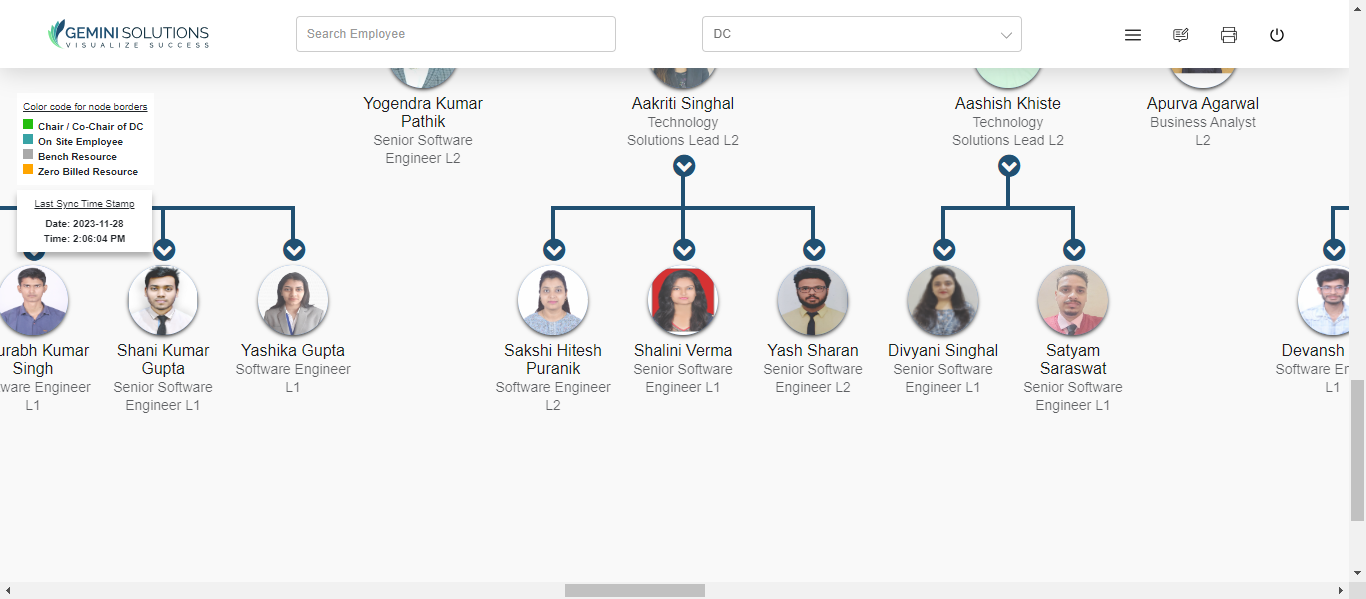 GEMINI SOLUTIONS
VISUALIZE SUCCESS
Search Employee
DC
Color code for node borders
Chair / Co-Chair of DC
On Site Employee
Bench Resource
Zero Billed Resource
Last Sync Time Stamp
Date: 2023-11-28
Time: 2:06:04 PM
Yogendra Kumar
Pathik
Senior Software
Engineer L2
Aakriti Singhal
Technology
Solutions Lead L2
Aashish Khiste
Technology
Solutions Lead L2
Apurva Agarwal
Business Analyst
L2
urabh Kumar
Singh
ware Engineer
L1
Shani Kumar
Gupta
Senior Software
Engineer L1
Yashika Gupta
Software Engineer
L1
Sakshi Hitesh
Puranik
Software Engineer
L2
Shalini Verma
Senior Software
Engineer L1
Yash Sharan
Senior Software
Engineer L2
Divyani Singhal
Senior Software
Engineer L1
Satyam
Saraswat
Senior Software
Engineer L1
Devansh
Software Er
L1